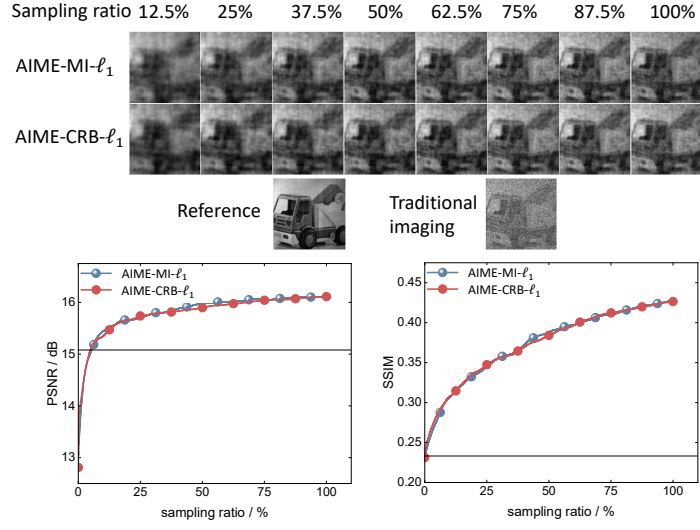 Sampling ratio 12.5% 25% 37.5% 50% 62.5% 75% 87.5% 100%
AIME-MI-ℓ₁
AIME-CRB-ℓ₁
Reference
Traditional
imaging
AIME-MI-ℓ₁
AIME-CRB-ℓ₁
16
15
14
13
PSNR / dB
0 25 50 75 100
sampling ratio / %
AIME-MI-ℓ₁
AIME-CRB-ℓ₁
0.45
0.40
0.35
0.30
0.25
0.20
SSIM
0 25 50 75 100
sampling ratio / %